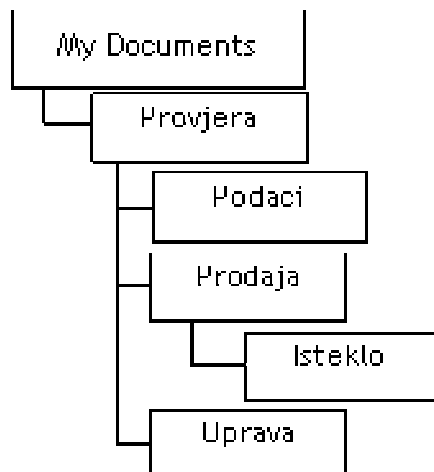 My Documents
Provjera
Podaci
Prodaja
Isteklo
Uprava